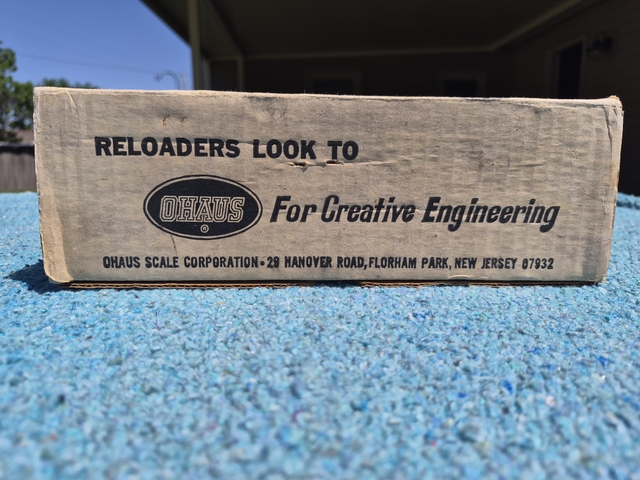 RELOADERS LOOK TO
OHAUS
®
For Creative Engineering
OHAUS SCALE CORPORATION • 29 HANOVER ROAD, FLORHAM PARK, NEW JERSEY 07932